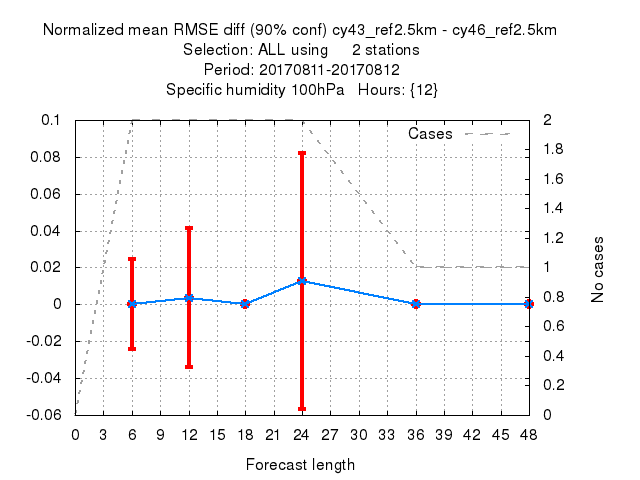 Normalized mean RMSE diff (90% conf) cy43_ref2.5km - cy46_ref2.5km
Selection: ALL using 2 stations
Period: 20170811-20170812
Specific humidity 100hPa Hours: {12}
Cases
0.1
0.08
0.06
0.04
0.02
0
-0.02
-0.04
-0.06
2
1.8
1.6
1.4
1.2
1
0.8
0.6
0.4
0.2
0
No cases
0 3 6 9 12 15 18 21 24 27 30 33 36 39 42 45 48
Forecast length